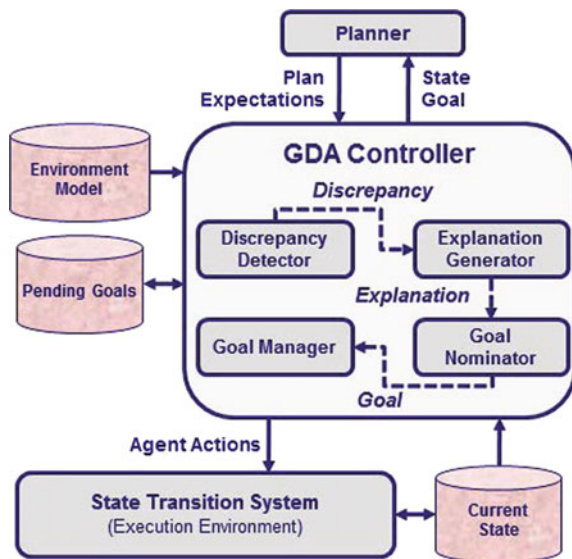 Planner
Plan
Expectations
State
Goal
GDA Controller
Environment
Model
Discrepancy
Discrepancy
Detector
Explanation
Generator
Pending Goals
Explanation
Goal Manager
Goal
Nominator
Goal
Agent Actions
State Transition System
(Execution Environment)
Current
State